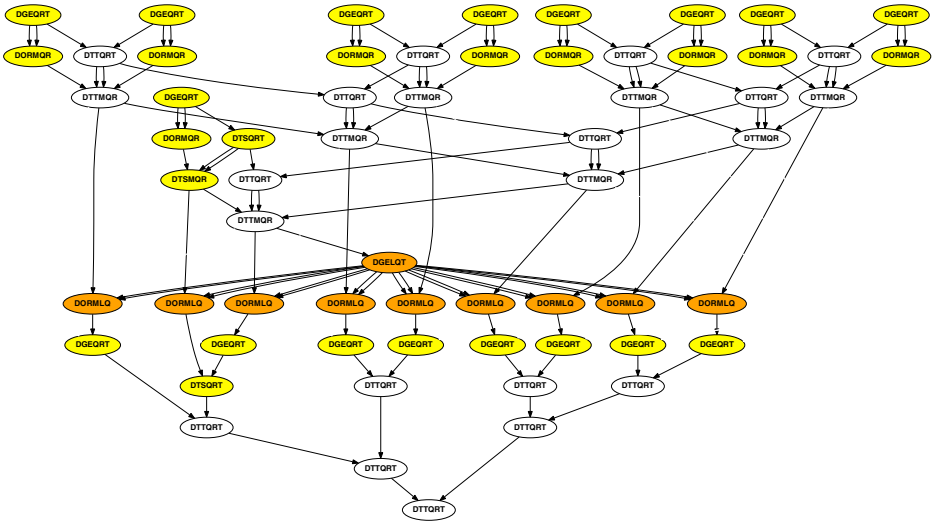 DGEQRT DGEQRT DGEQRT DGEQRT DGEQRT DGEQRT DGEQRT DGEQRT
DORMQR DTTQRT DORMQR DORMQR DTTQRT DORMQR DORMQR DTTQRT DORMQR DORMQR DTTQRT DORMQR
DTTMQR DGEQRT DTTQRT DTTMQR DTTMQR DTTQRT DTTMQR
DORMQR DTSQRT DTTMQR DTTQRT DTTMQR
DTSMQR DTTQRT DTTMQR
DTTMQR
DGELQT
DORMLQ DORMLQ DORMLQ DORMLQ DORMLQ DORMLQ DORMLQ DORMLQ DORMLQ
DGEQRT DGEQRT DGEQRT DGEQRT DGEQRT DGEQRT DGEQRT DGEQRT
DTSQRT DTTQRT DTTQRT DTTQRT
DTTQRT DTTQRT
DTTQRT
DTTQRT